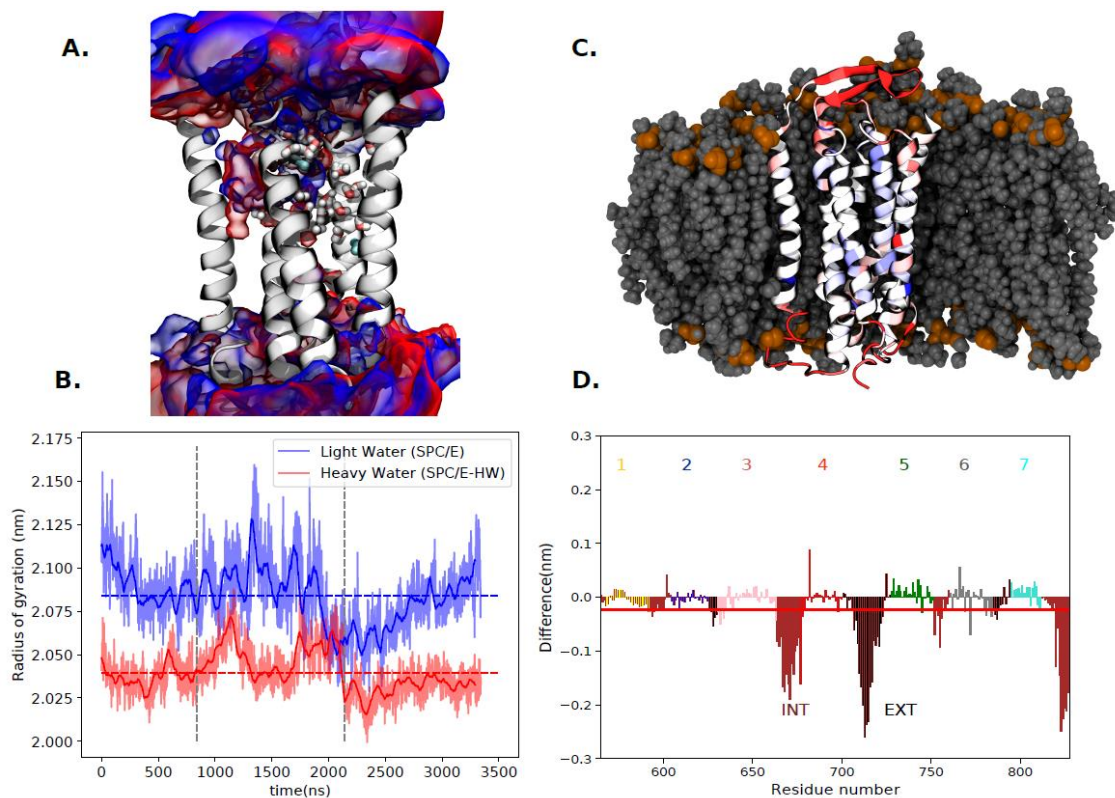 A.
C.
B.
D.
2.175
2.150
2.125
2.100
2.075
2.050
2.025
2.000
Radius of gyration (nm)
Light Water (SPC/E)
Heavy Water (SPC/E-HW)
0 500 1000 1500 2000 2500 3000 3500
time(ns)
0.3
0.2
0.1
0.0
−0.1
−0.2
−0.3
Difference(nm)
1 2 3 4 5 6 7
INT EXT
600 650 700 750 800
Residue number